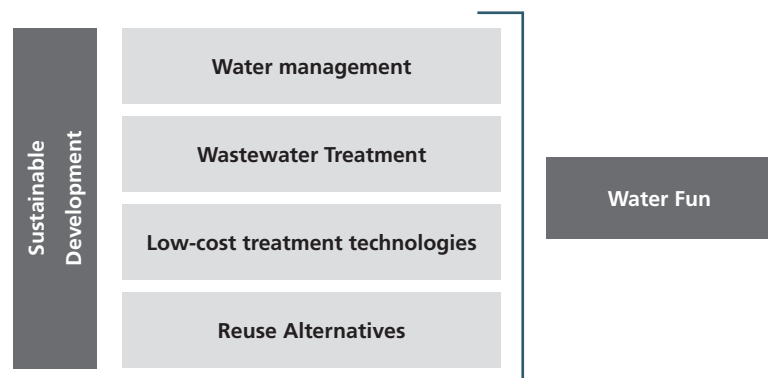 Sustainable
Development
Water management
Wastewater Treatment
Low-cost treatment technologies
Reuse Alternatives
Water Fun